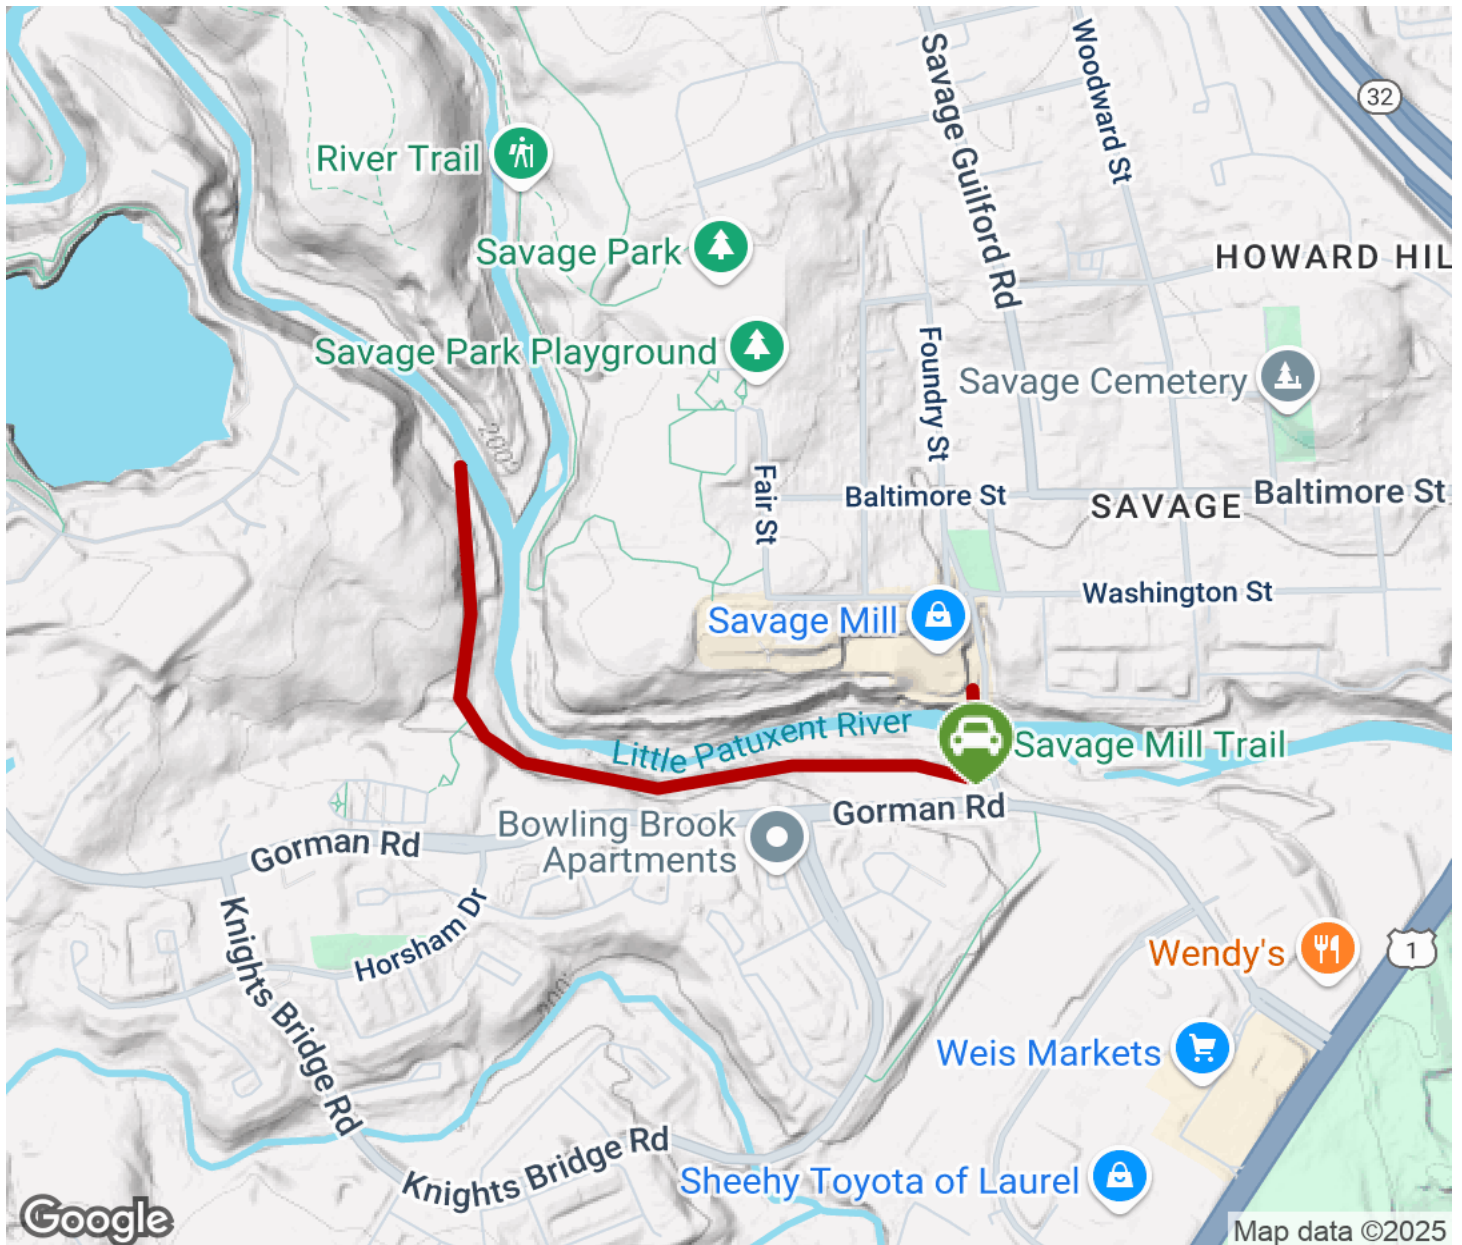 32
Woodward St
Savage Guilford Rd
River Trail
Savage Park
HOWARD HIL
Savage Park Playground
Foundry St
Savage Cemetery
200
Fair St
Baltimore St
SAVAGE
Baltimore St
Washington St
Savage Mill
Little Patuxent River
Savage Mill Trail
Gorman Rd
Bowling Brook
Apartments
Gorman Rd
Horsham Dr
Knights Bridge Rd
Wendy's
1
Weis Markets
Knights Bridge Rd
Sheehy Toyota of Laurel
Google
Map data ©2025